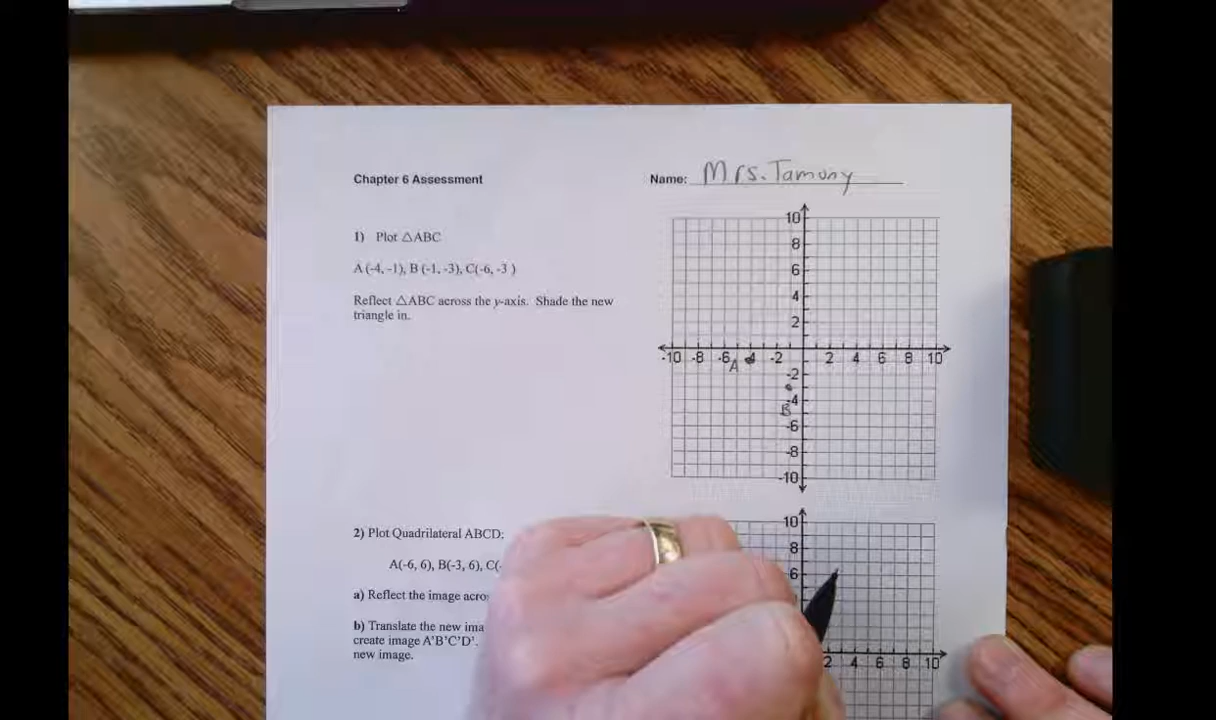 Chapter 6 Assessment
Name: Mrs. Tamony
1) Plot △ABC
A (-4, -1), B (-1, -3), C(-6, -3 )
Reflect △ABC across the y-axis. Shade the new
triangle in.
10
8
6
4
2
-10 -8 -6 A -4 -2 2 4 6 8 10
-2
-4
B
-6
-8
-10
2) Plot Quadrilateral ABCD:
A(-6, 6), B(-3, 6), C(-
a) Reflect the image
b) Translate the new
create image A'B'C'D'.
new image.
10
8
6
2 4 6 8 10